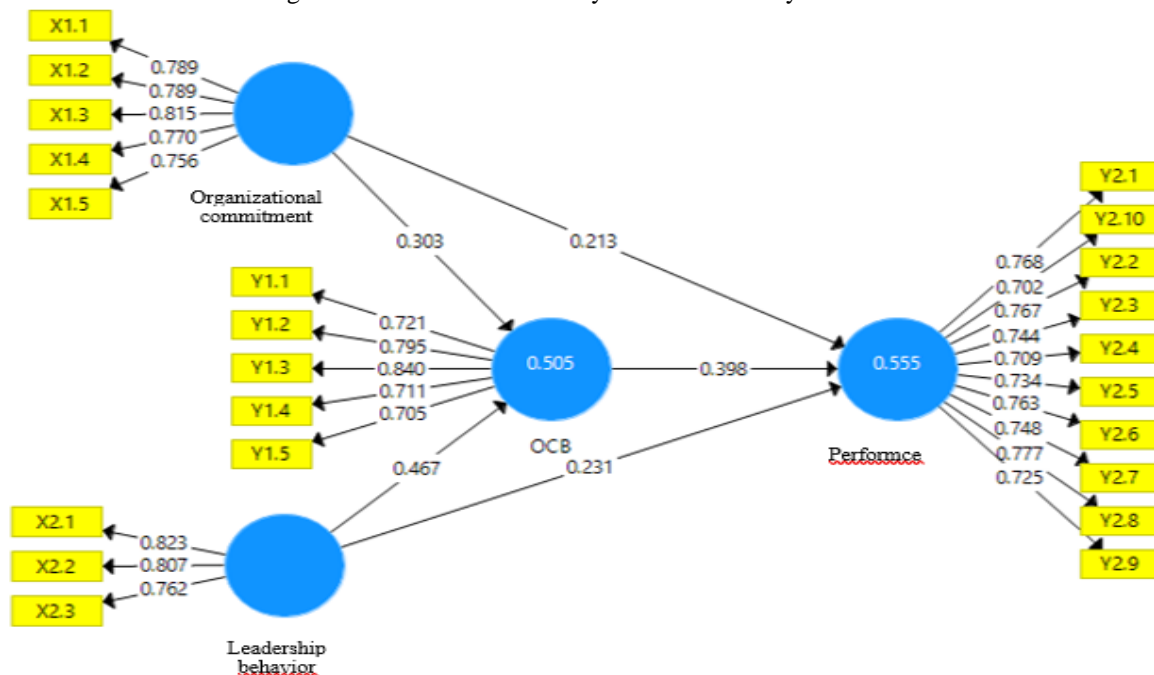 X1.1
X1.2
X1.3
X1.4
X1.5
0.789
0.789
0.815
0.770
0.756
Organizational
commitment
0.303
0.213
Y1.1
Y1.2
Y1.3
Y1.4
Y1.5
0.721
0.795
0.840
0.711
0.705
0.505
OCB
0.398
0.467
0.231
X2.1
X2.2
X2.3
0.823
0.807
0.762
Leadership
behavior
0.555
Performce
0.768
0.702
0.767
0.744
0.709
0.734
0.763
0.748
0.777
0.725
Y2.1
Y2.10
Y2.2
Y2.3
Y2.4
Y2.5
Y2.6
Y2.7
Y2.8
Y2.9